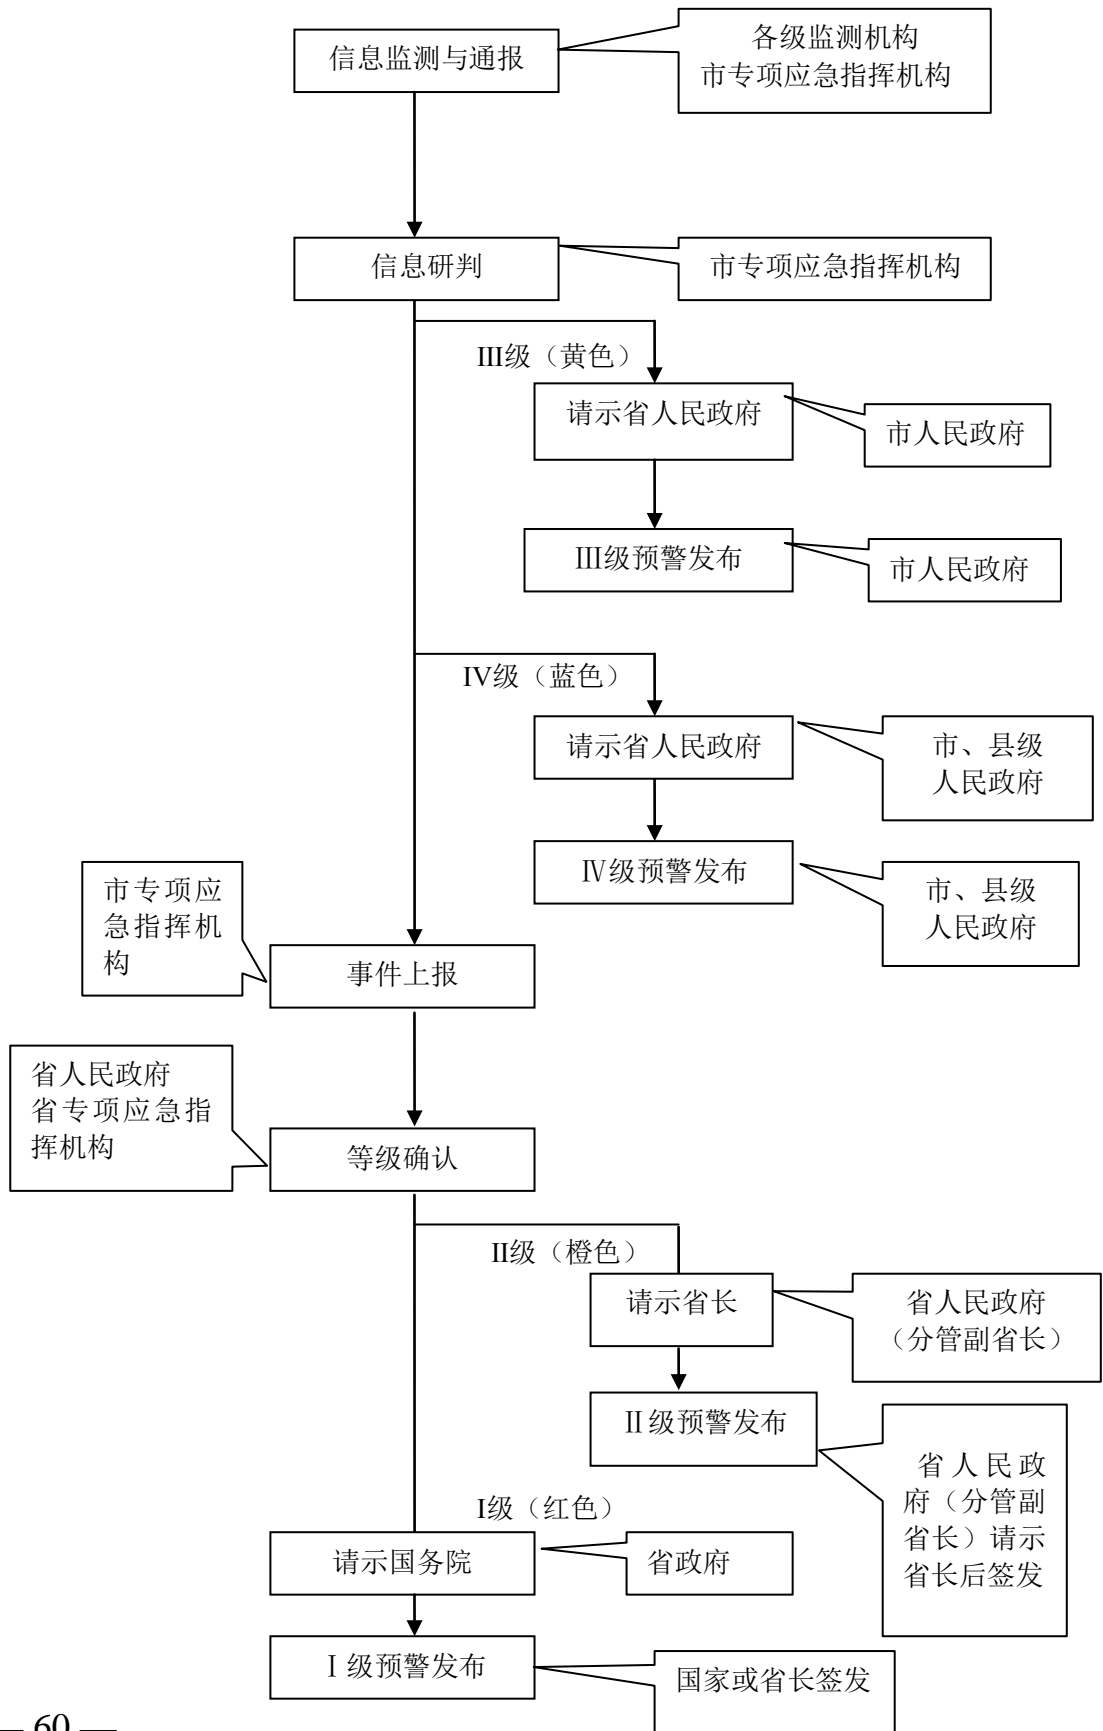 信息监测与通报
各级监测机构
市专项应急指挥机构
信息研判
市专项应急指挥机构
III级（黄色）
请示省人民政府
市人民政府
Ⅲ级预警发布
市人民政府
IV级（蓝色）
请示省人民政府
市、县级
人民政府
Ⅳ级预警发布
市、县级
人民政府
市专项应
急指挥机
构
事件上报
省人民政府
省专项应急指
挥机构
等级确认
II级（橙色）
请示省长
省人民政府
（分管副省长）
Ⅱ级预警发布
省人民政
府（分管副
省长）请示
省长后签发
I级（红色）
请示国务院
省政府
Ⅰ级预警发布
国家或省长签发
— 60 —